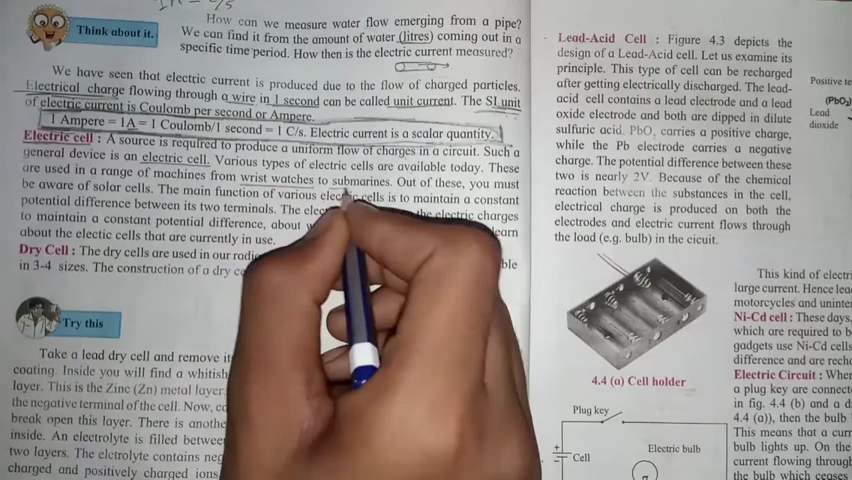 How can we measure water flow emerging from a pipe?
Think about it.
We can find it from the amount of water (litres) coming out in a
specific time period. How then is the electric current measured?
We have seen that electric current is produced due to the flow of charged particles.
Electrical charge flowing through a wire in 1 second can be called unit current. The SI unit
of electric current is Coulomb per second or Ampere.
1 Ampere = 1A = 1 Coulomb/1 second = 1 C/s. Electric current is a scalar quantity.
Electric cell : A source is required to produce a uniform flow of charges in a circuit. Such a
general device is an electric cell. Various types of electric cells are available today. These
are used in a range of machines from wrist watches to submarines. Out of these, you must
be aware of solar cells. The main function of various electric cells is to maintain a constant
potential difference between its two terminals. The the electric charges
to maintain a constant potential difference, about learn
about the electic cells that are currently in use.
Dry Cell : The dry cells are used in our
in 3-4 sizes. The construction of a dry
Try this
Take a lead dry cell and remove
coating. Inside you will find a whitish
layer. This is the Zinc (Zn) metal layer.
the negative terminal of the cell. Now,
break open this layer. There is
inside. An electrolyte is filled
two layers. The elctrolyte contains
charged and positively charged ions
Lead-Acid Cell : Figure 4.3 depicts the
design of a Lead-Acid cell. Let us examine its
principle. This type of cell can be recharged
after getting electrically discharged. The lead-
acid cell contains a lead electrode and a lead
oxide electrode and both are dipped in dilute
sulfuric acid. PbO₂ carries a positive charge,
while the Pb electrode carries a negative
charge. The potential difference between these
two is nearly 2V. Because of the chemical
reaction between the substances in the cell,
electrical charge is produced on both the
electrodes and electric current flows through
the load (e.g. bulb) in the cicuit.
Positive
(PbO₂)
Lead
dioxide
4.4 (a) Cell holder
Plug key
+
Cell
Electric bulb
This kind of
large current. Hence
motorcycles and
Ni-Cd cell : These days,
which are required to
gadgets use Ni-Cd cells
difference and are
Electric Circuit :
a plug key are
in fig. 4.4 (b) and a
4.4 (a)), then the bulb
This means that a
bulb lights up. On the
current flowing through
the bulb which ceases